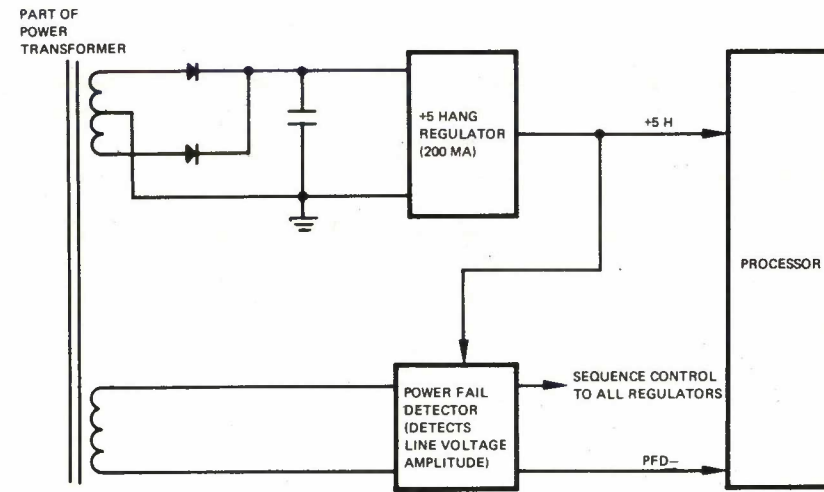 PART OF
POWER
TRANSFORMER
+5 HANG
REGULATOR
(200 MA)
+5 H
PROCESSOR
POWER FAIL
DETECTOR
(DETECTS
LINE VOLTAGE
AMPLITUDE)
SEQUENCE CONTROL
TO ALL REGULATORS
PFD–